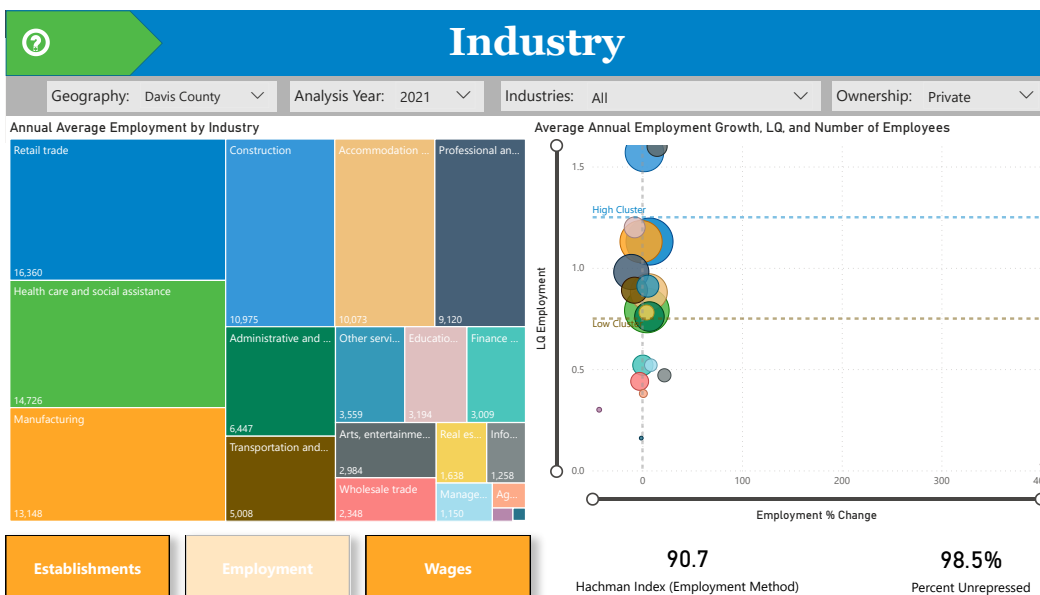 Industry
Geography: Davis County
Analysis Year: 2021
Industries: All
Ownership: Private
Annual Average Employment by Industry
Retail trade
16,360
Health care and social assistance
14,726
Manufacturing
13,148
Construction
10,975
Accommodation ...
10,073
Professional an...
9,120
Administrative and ...
6,447
Transportation and...
5,008
Other servi...
3,559
Educatio...
3,194
Finance ...
3,009
Arts, entertainme...
2,984
Real es...
1,638
Info...
1,258
Wholesale trade
2,348
Manage...
1,150
Ag...
Average Annual Employment Growth, LQ, and Number of Employees
LQ Employment
1.5
High Cluster
1.0
Low Cluster
0.5
0.0
0
100
200
300
Employment % Change
Establishments
Employment
Wages
90.7
Hachman Index (Employment Method)
98.5%
Percent Unrepressed